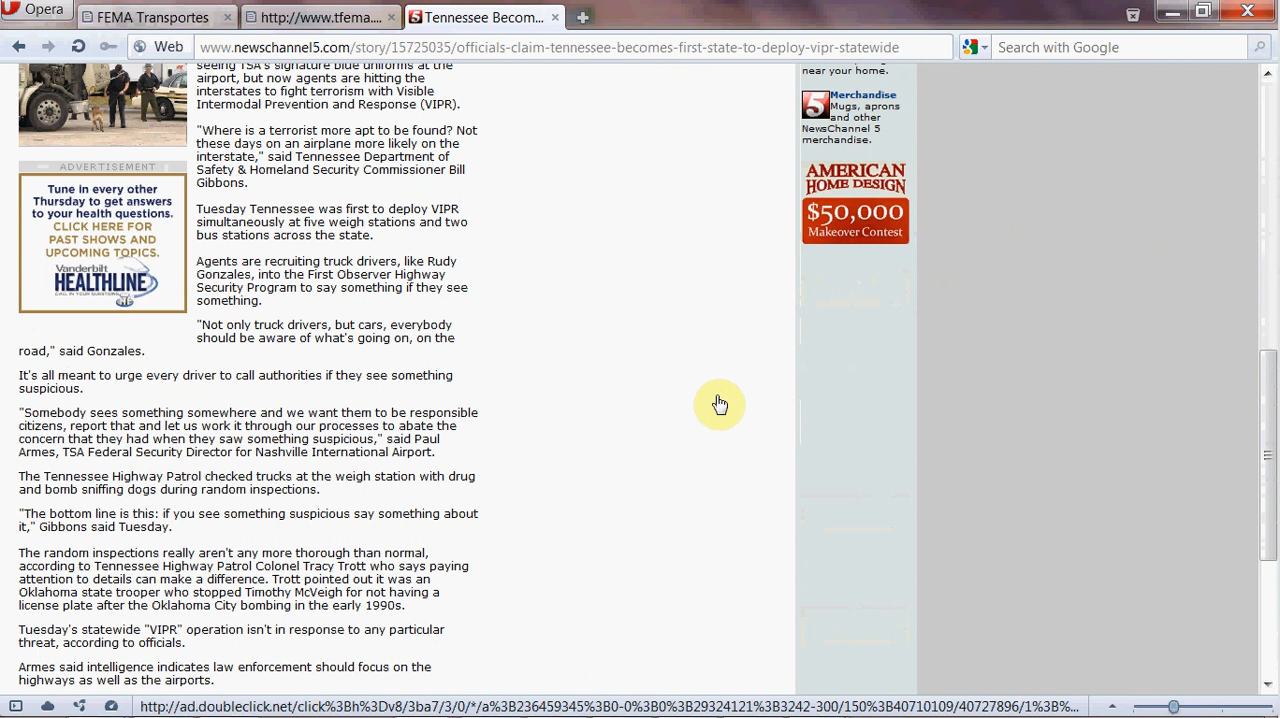 Opera
FEMA Transportes
http://www.tfema....
Tennessee Becom...
Web
www.newschannel5.com/story/15725035/officials-claim-tennessee-becomes-first-state-to-deploy-vipr-statewide
Search with Google
seeing TSA's signature blue uniforms at the
airport, but now agents are hitting the
interstates to fight terrorism with Visible
Intermodal Prevention and Response (VIPR).
"Where is a terrorist more apt to be found? Not
these days on an airplane more likely on the
interstate," said Tennessee Department of
Safety & Homeland Security Commissioner Bill
Gibbons.
Tuesday Tennessee was first to deploy VIPR
simultaneously at five weigh stations and two
bus stations across the state.
Agents are recruiting truck drivers, like Rudy
Gonzales, into the First Observer Highway
Security Program to say something if they see
something.
"Not only truck drivers, but cars, everybody
should be aware of what's going on, on the
road," said Gonzales.
It's all meant to urge every driver to call authorities if they see something
suspicious.
"Somebody sees something somewhere and we want them to be responsible
citizens, report that and let us work it through our processes to abate the
concern that they had when they saw something suspicious," said Paul
Armes, TSA Federal Security Director for Nashville International Airport.
The Tennessee Highway Patrol checked trucks at the weigh station with drug
and bomb sniffing dogs during random inspections.
"The bottom line is this: if you see something suspicious say something about
it," Gibbons said Tuesday.
The random inspections really aren't any more thorough than normal,
according to Tennessee Highway Patrol Colonel Tracy Trott who says paying
attention to details can make a difference. Trott pointed out it was an
Oklahoma state trooper who stopped Timothy McVeigh for not having a
license plate after the Oklahoma City bombing in the early 1990s.
Tuesday's statewide "VIPR" operation isn't in response to any particular
threat, according to officials.
Armes said intelligence indicates law enforcement should focus on the
highways as well as the airports.
ADVERTISEMENT
Tune in every other
Thursday to get answers
to your health questions.
CLICK HERE FOR
PAST SHOWS AND
UPCOMING TOPICS.
Vanderbilt
HEALTHLINE
near your home.
5
Merchandise
Mugs, aprons
and other
NewsChannel 5
merchandise.
AMERICAN
HOME DESIGN
$50,000
Makeover Contest
http://ad.doubleclick.net/click%3Bh%3Dv8/3ba7/3/0/*/a%3B236459345%3B0-0%3B0%3B29324121%3B3242-300/150%3B40710109/40727896/1%3B%...